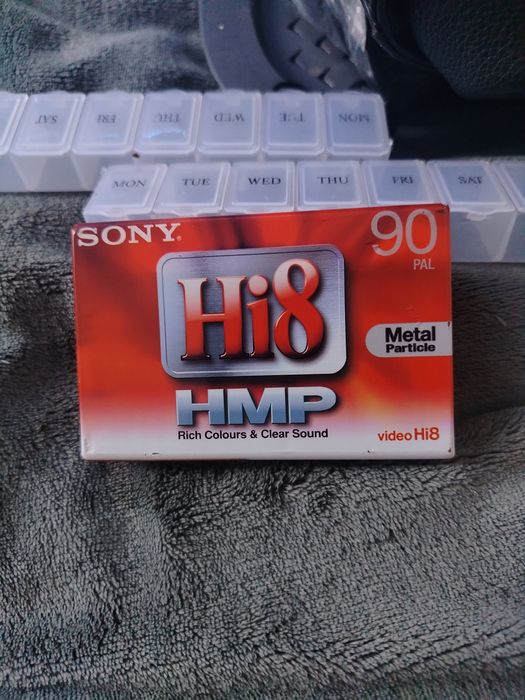 SAT FRI THU WED TUE MON
MON TUE WED THU FRI SAT
SONY®
90
PAL
Hi8
Metal
Particle
HMP
Rich Colours & Clear Sound
video Hi8